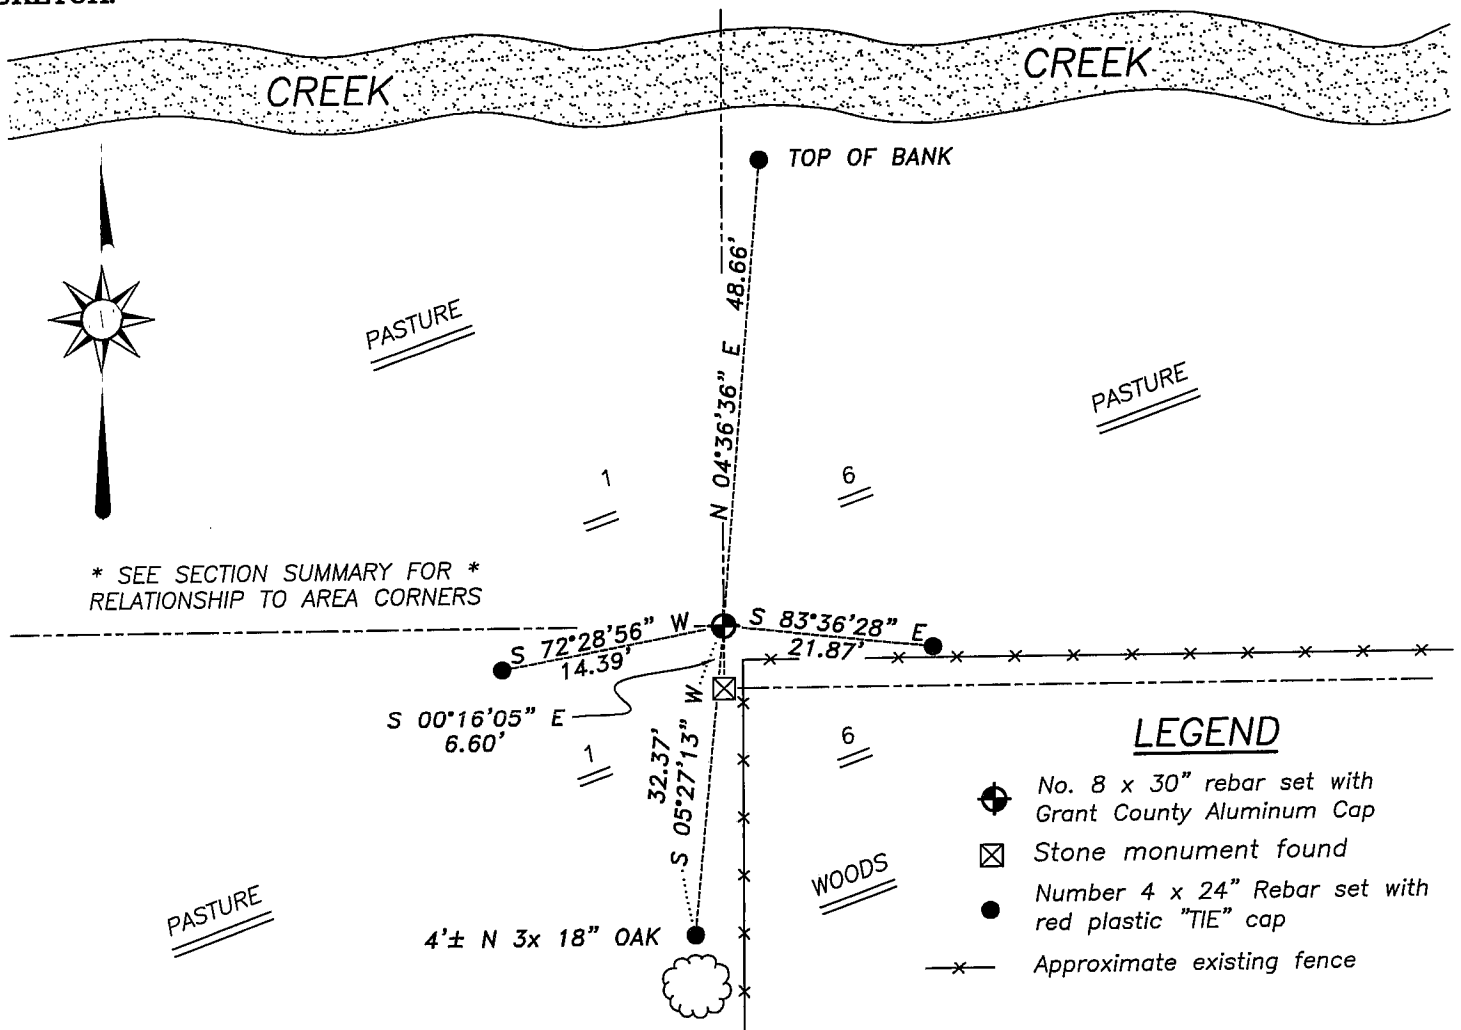 CREEK
CREEK
TOP OF BANK
PASTURE
PASTURE
N 04°36'36" E 48.66'
1
6
* SEE SECTION SUMMARY FOR *
RELATIONSHIP TO AREA CORNERS
S 72°28'56" W
14.39'
S 83°36'28" E
21.87'
S 00°16'05" E
6.60'
32.37'
S 05°27'13" W
1
6
LEGEND
No. 8 x 30" rebar set with
Grant County Aluminum Cap
Stone monument found
Number 4 x 24" Rebar set with
red plastic "TIE" cap
Approximate existing fence
WOODS
PASTURE
4'± N 3x 18" OAK